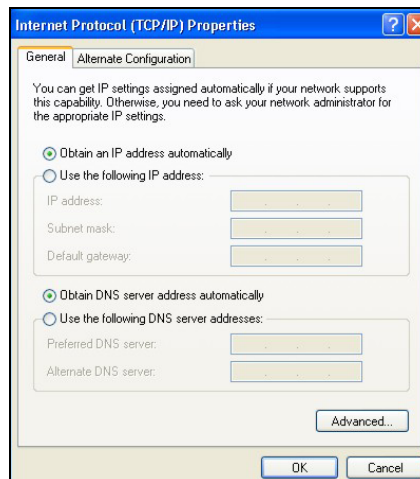 Internet Protocol (TCP/IP) Properties
General
Alternate Configuration
You can get IP settings assigned automatically if your network supports
this capability. Otherwise, you need to ask your network administrator for
the appropriate IP settings.
Obtain an IP address automatically
Use the following IP address:
IP address:
Subnet mask:
Default gateway:
Obtain DNS server address automatically
Use the following DNS server addresses:
Preferred DNS server:
Alternate DNS server:
Advanced...
OK
Cancel